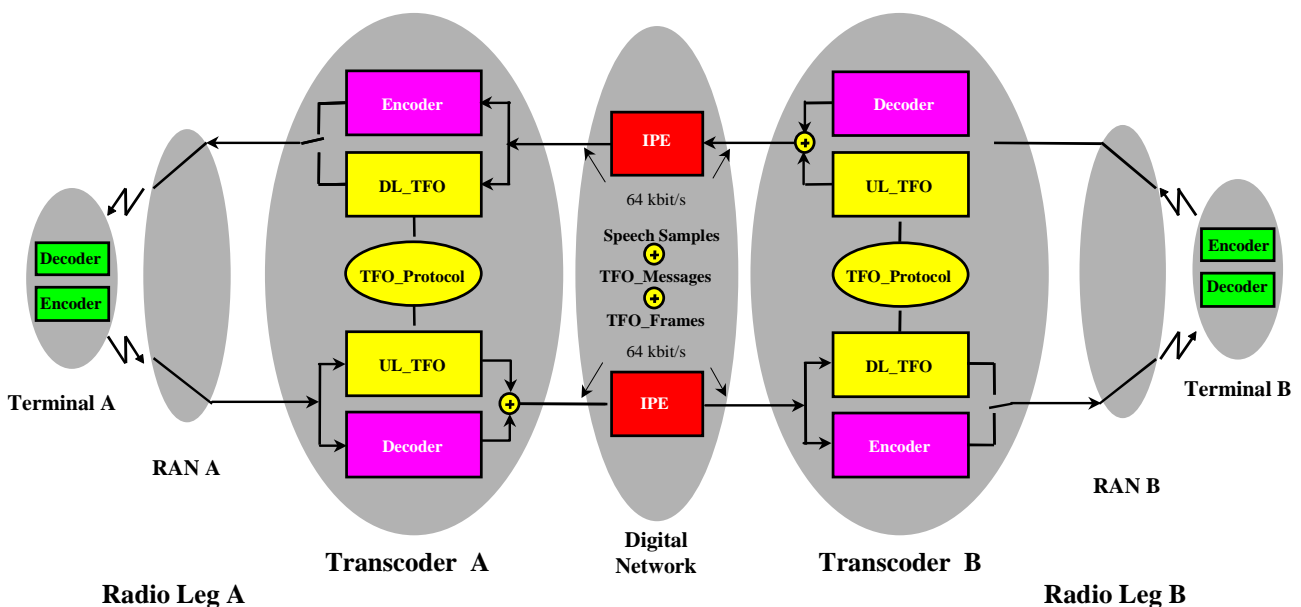 Encoder
Decoder
IPE
DL_TFO
UL_TFO
64 kbit/s
Decoder
Encoder
TFO_Protocol
Speech Samples
+
TFO_Messages
+
TFO_Frames
TFO_Protocol
Encoder
Decoder
64 kbit/s
UL_TFO
DL_TFO
Terminal A
Terminal B
+
IPE
Decoder
Encoder
RAN A
RAN B
Transcoder A
Digital
Network
Transcoder B
Radio Leg A
Radio Leg B
+